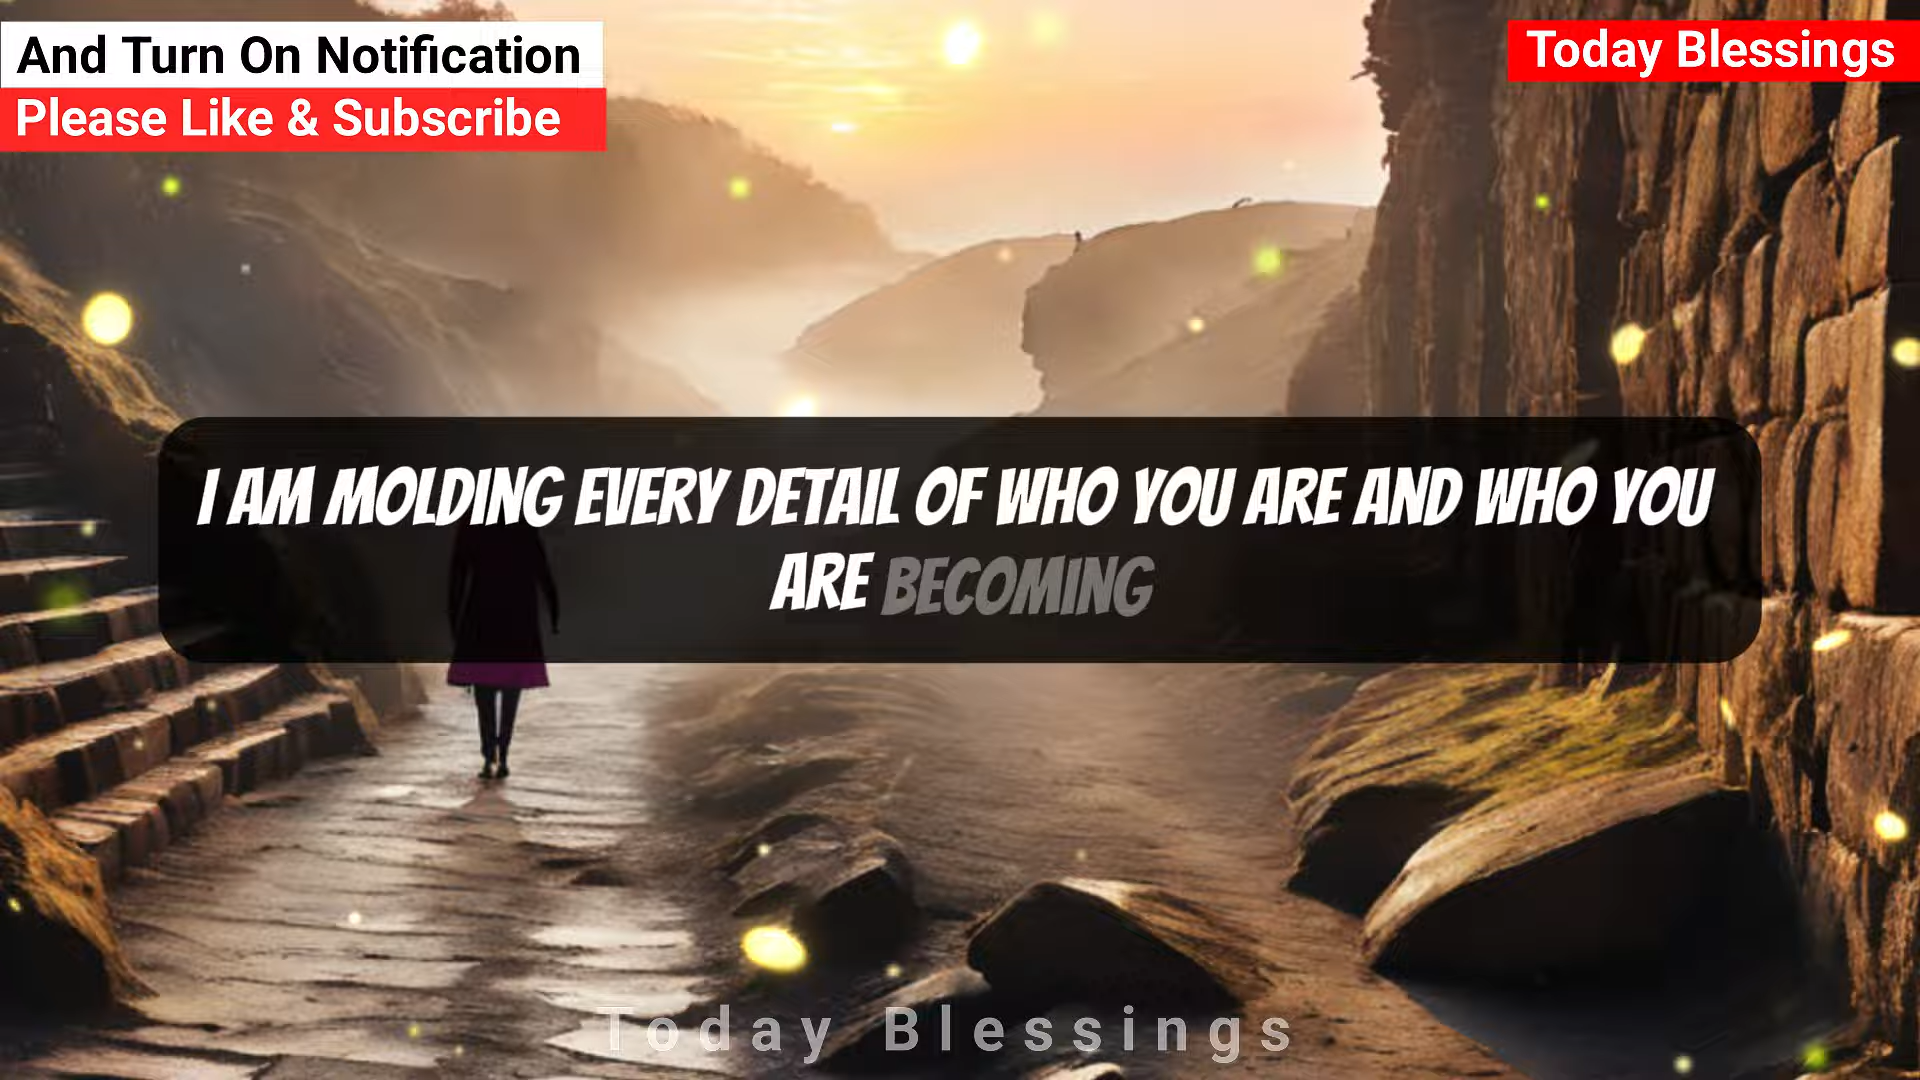 And Turn On Notification
Please Like & Subscribe
Today Blessings
I AM MOLDING EVERY DETAIL OF WHO YOU ARE AND WHO YOU
ARE BECOMING
Today Blessings